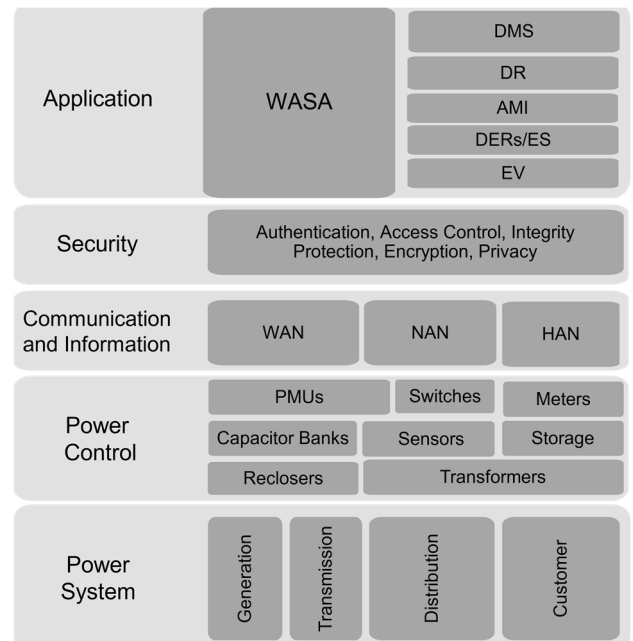 Application
WASA
DMS
DR
AMI
DERs/ES
EV
Security
Authentication, Access Control, Integrity
Protection, Encryption, Privacy
Communication
and Information
WAN
NAN
HAN
Power
Control
PMUs
Switches
Meters
Capacitor Banks
Sensors
Storage
Reclosers
Transformers
Power
System
Generation
Transmission
Distribution
Customer